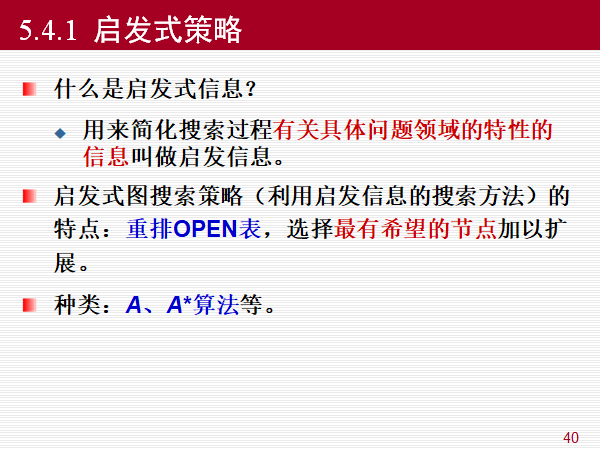 5.4.1 启发式策略
什么是启发式信息?
用来简化搜索过程有关具体问题领域的特性的
信息叫做启发信息。
启发式图搜索策略（利用启发信息的搜索方法）的
特点：重排OPEN表，选择最有希望的节点加以扩
展。
种类：A、A*算法等。
40